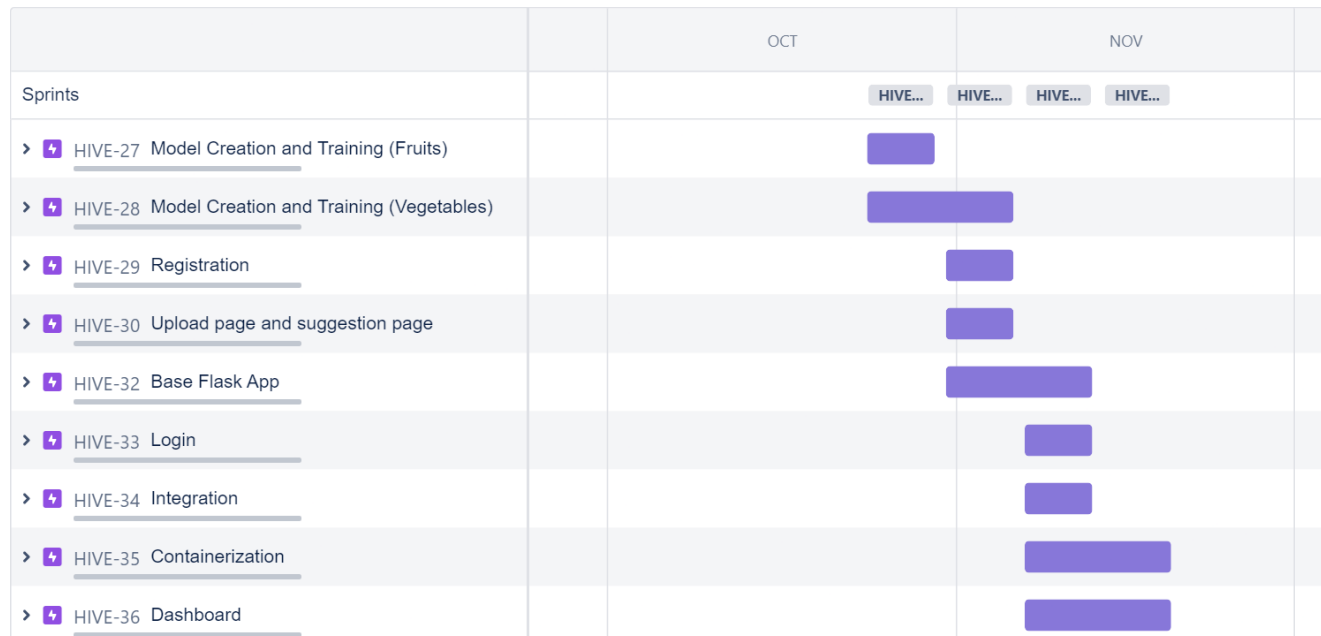 OCT NOV
Sprints HIVE... HIVE... HIVE... HIVE...
HIVE-27 Model Creation and Training (Fruits)
HIVE-28 Model Creation and Training (Vegetables)
HIVE-29 Registration
HIVE-30 Upload page and suggestion page
HIVE-32 Base Flask App
HIVE-33 Login
HIVE-34 Integration
HIVE-35 Containerization
HIVE-36 Dashboard